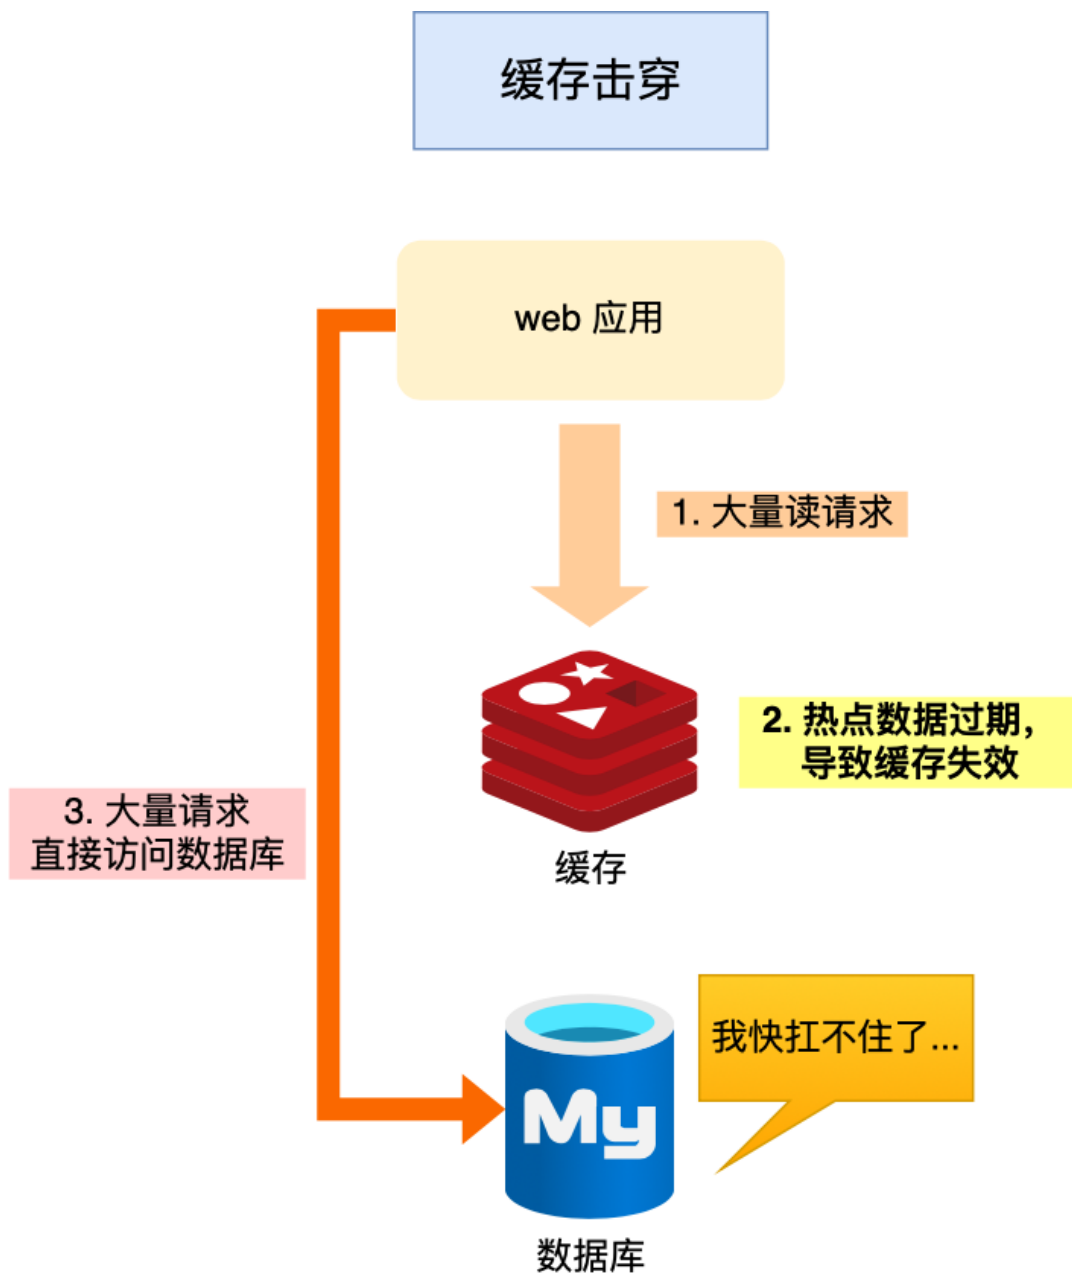 缓存击穿
web 应用
1. 大量读请求
2. 热点数据过期，
导致缓存失效
3. 大量请求
直接访问数据库
缓存
我快扛不住了...
My
数据库